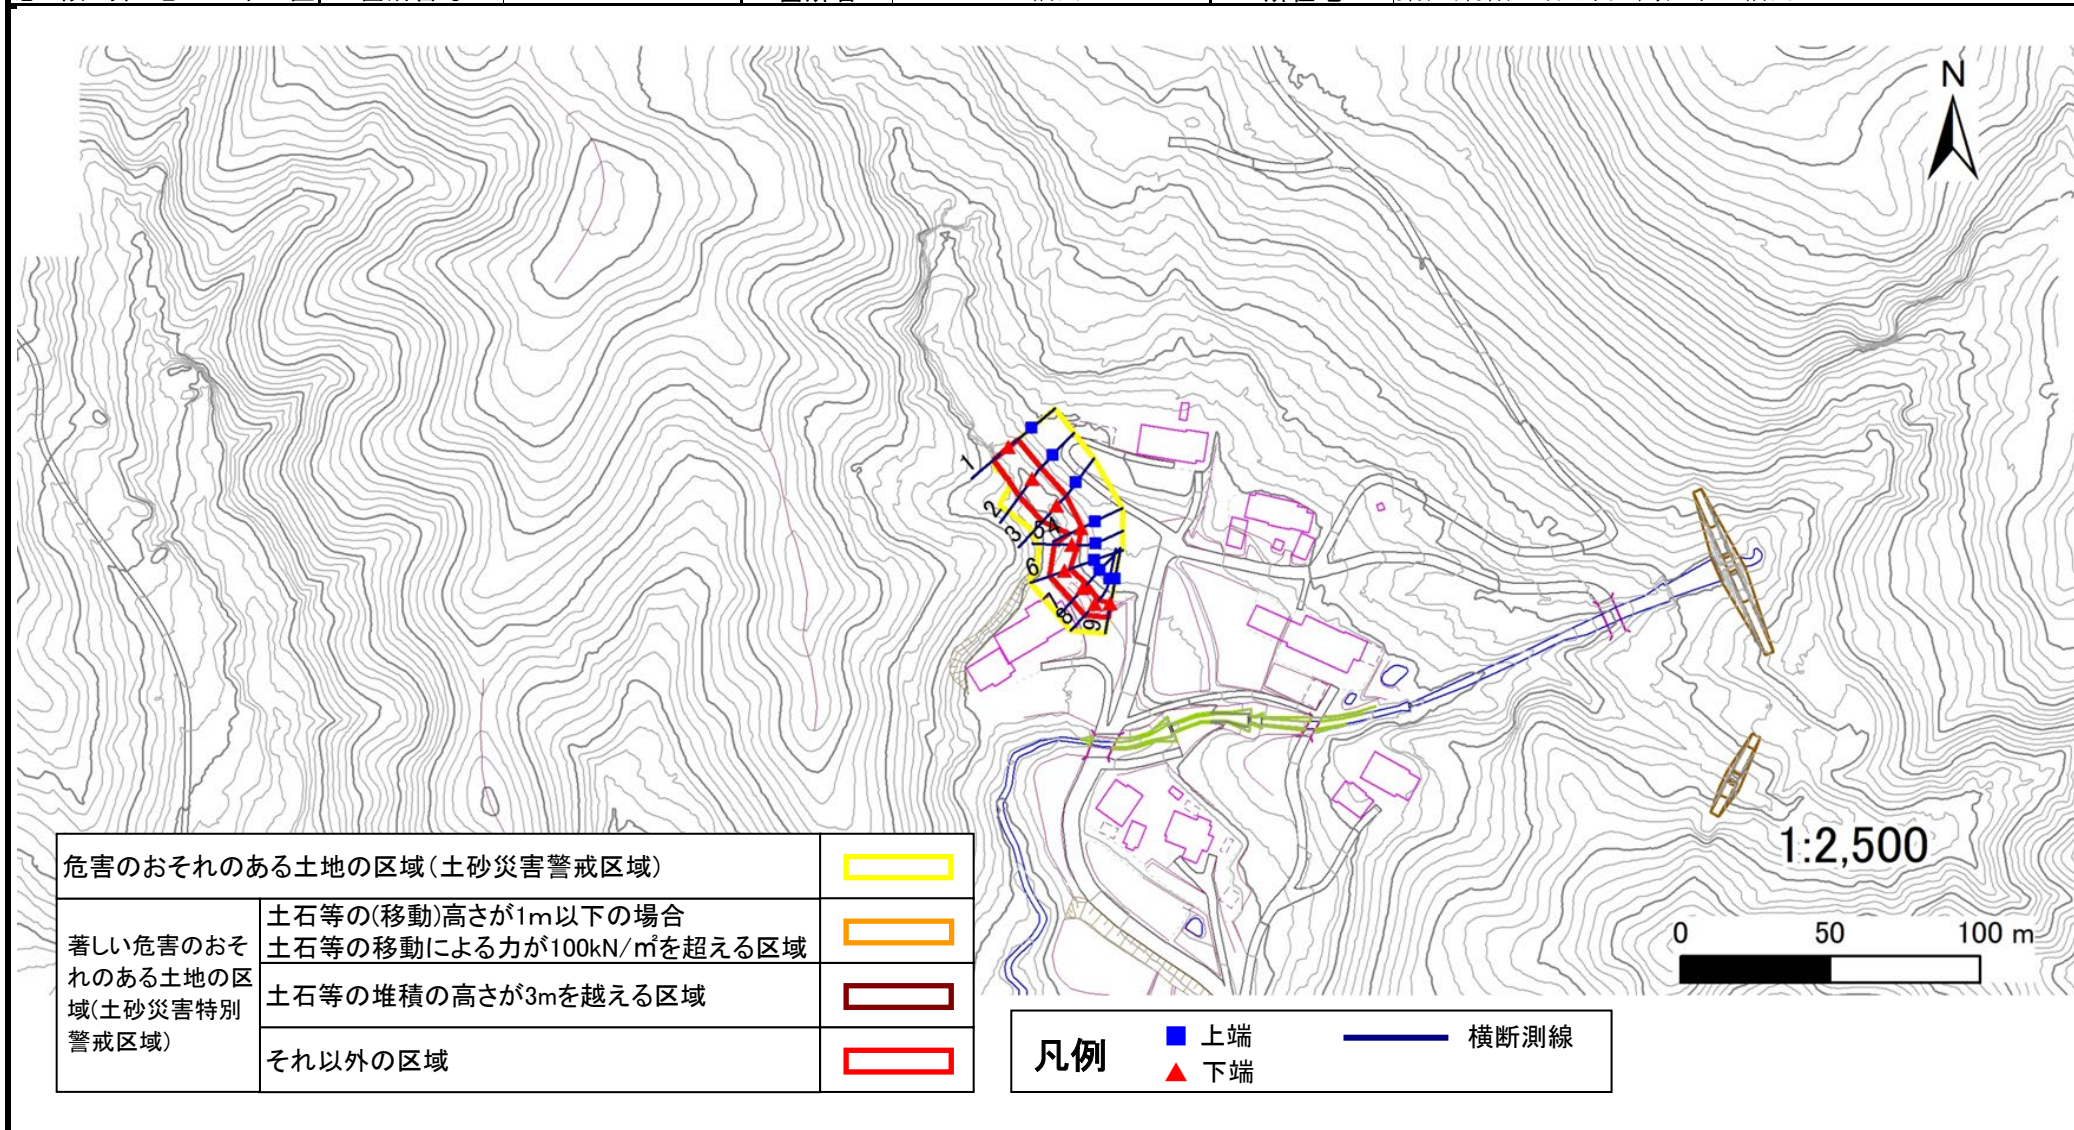 N
1
2
3
5
4
6
7
8
9
1:2,500
0 50 100 m
危害のおそれのある土地の区域(土砂災害警戒区域)
著しい危害のおそ
れのある土地の区
域(土砂災害特別
警戒区域)
土石等の(移動)高さが1m以下の場合
土石等の移動による力が100kN/㎡を超える区域
土石等の堆積の高さが3mを越える区域
それ以外の区域
凡例
上端
横断測線
下端